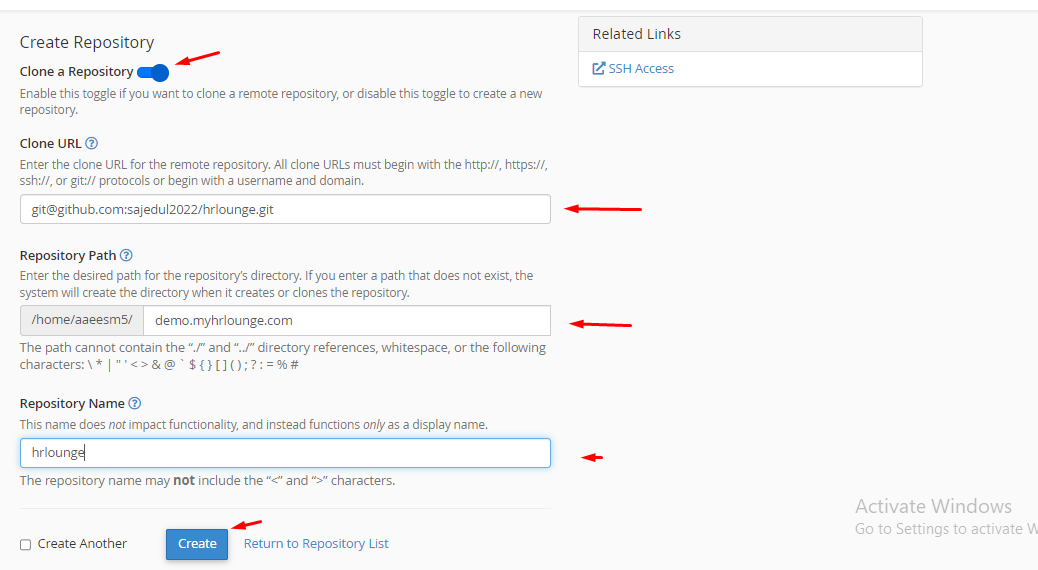 Create Repository
Clone a Repository
Enable this toggle if you want to clone a remote repository, or disable this toggle to create a new
repository.
Clone URL
Enter the clone URL for the remote repository. All clone URLs must begin with the http://, https://,
ssh://, or git:// protocols or begin with a username and domain.
git@github.com:sajedul2022/hrlounge.git
Repository Path
Enter the desired path for the repository's directory. If you enter a path that does not exist, the
system will create the directory when it creates or clones the repository.
/home/aaeesm5/ demo.myhrlounge.com
The path cannot contain the “./” and “../” directory references, whitespace, or the following
characters: \ * | " ' < > & @ ` $ { } [ ] ( ) ; ? : = % #
Repository Name
This name does not impact functionality, and instead functions only as a display name.
hrlounge
The repository name may not include the “<” and “>” characters.
Create Another Create Return to Repository List
Related Links
SSH Access
Activate Windows
Go to Settings to activate W